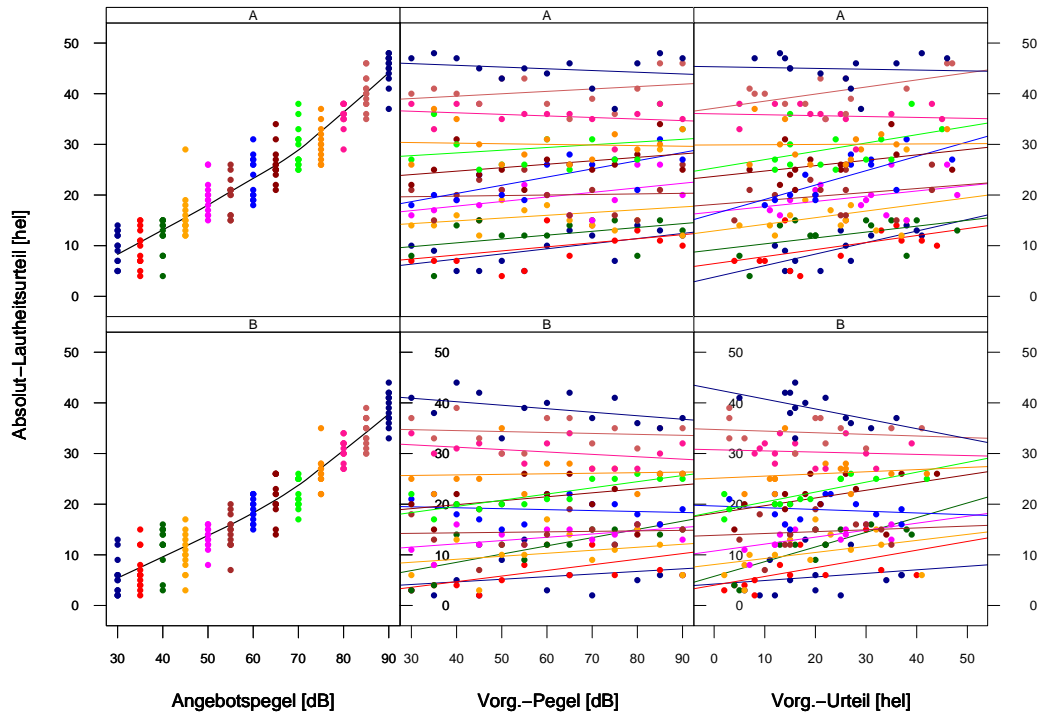 A A A
50 50
40 40
30 30
20 20
10 10
0 0
Absolut−Lautheitsurteil [hel]
B B B
50 50 50 50
40 40 40 40
30 30 30 30
20 20 20 20
10 10 10 10
0 0 0 0
30 40 50 60 70 80 90 30 40 50 60 70 80 90 0 10 20 30 40 50
Angebotspegel [dB] Vorg.−Pegel [dB] Vorg.−Urteil [hel]